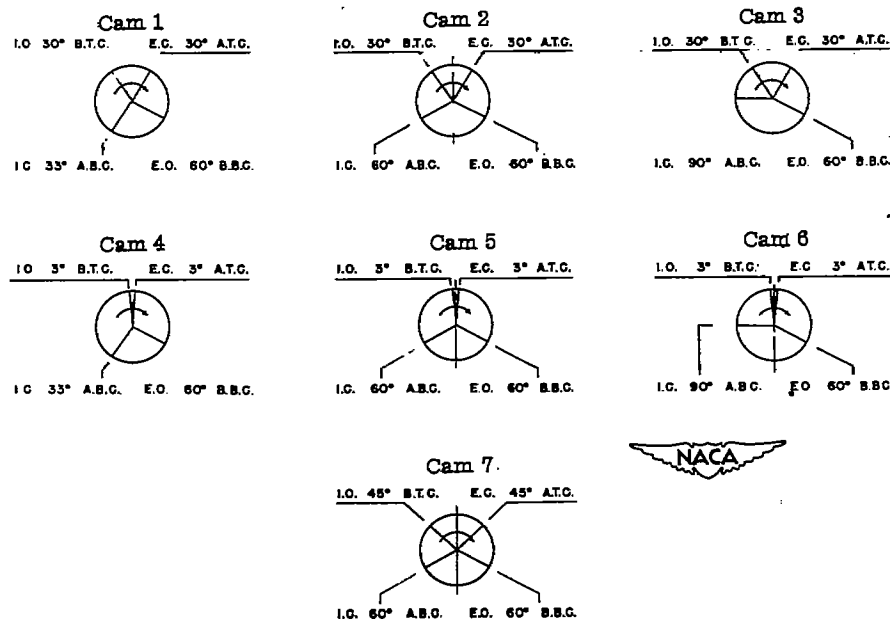 Cam 1
I.O 30° B.T.C. E.C. 30° A.T.C.
I.C 33° A.B.C. E.O. 60° B.B.C.
Cam 2
I.O. 30° B.T.C. E.C. 30° A.T.C.
I.C. 60° A.B.C. E.O. 60° B.B.C.
Cam 3
I.O. 30° B.T.C E.C. 30° A.T.C.
I.C. 90° A.B.C. E.O. 60° B.B.C.
Cam 4
I.O 3° B.T.C. E.C. 3° A.T.C.
I.C 33° A.B.C. E.O. 60° B.B.C.
Cam 5
I.O. 3° B.T.C. E.C. 3° A.T.C.
I.C. 60° A.B.C. E.O. 60° B.B.C.
Cam 6
I.O. 3° B.T.C. E.C 3° A.T.C.
I.C. 90° A.B.C. E.O 60° B.B.C
NACA
Cam 7
I.O. 45° B.T.C. E.C. 45° A.T.C.
I.C. 60° A.B.C. E.O. 60° B.B.C.